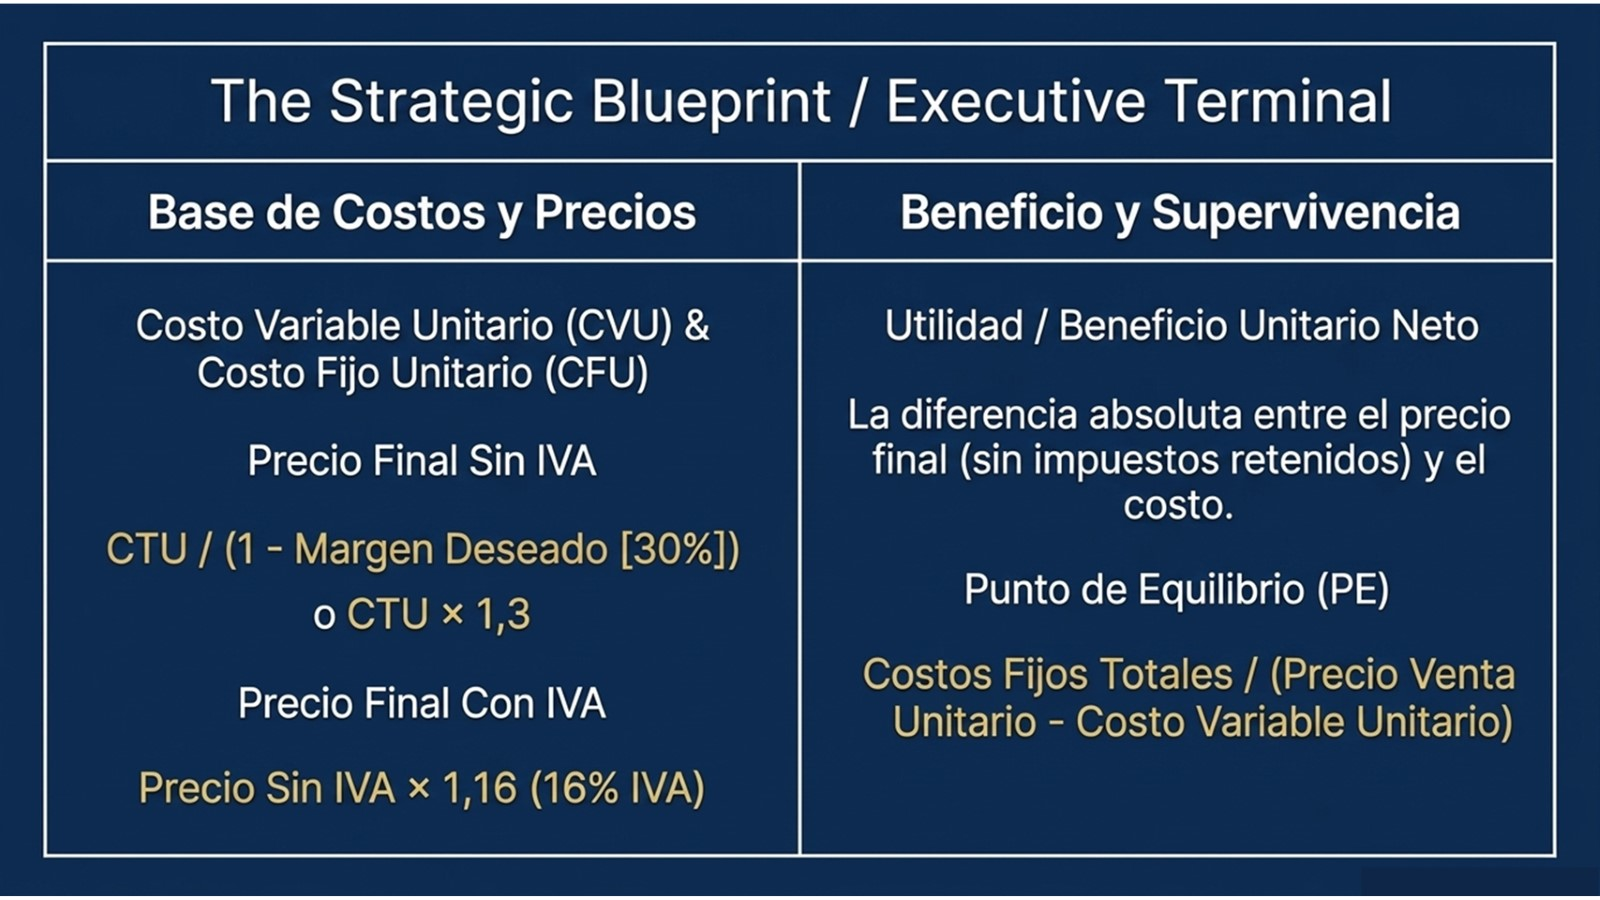 The Strategic Blueprint / Executive Terminal
Base de Costos y Precios
Costo Variable Unitario (CVU) &
Costo Fijo Unitario (CFU)
Precio Final Sin IVA
CTU / (1 - Margen Deseado [30%])
o CTU × 1,3
Precio Final Con IVA
Precio Sin IVA × 1,16 (16% IVA)
Beneficio y Supervivencia
Utilidad / Beneficio Unitario Neto
La diferencia absoluta entre el precio
final (sin impuestos retenidos) y el
costo.
Punto de Equilibrio (PE)
Costos Fijos Totales / (Precio Venta
Unitario - Costo Variable Unitario)